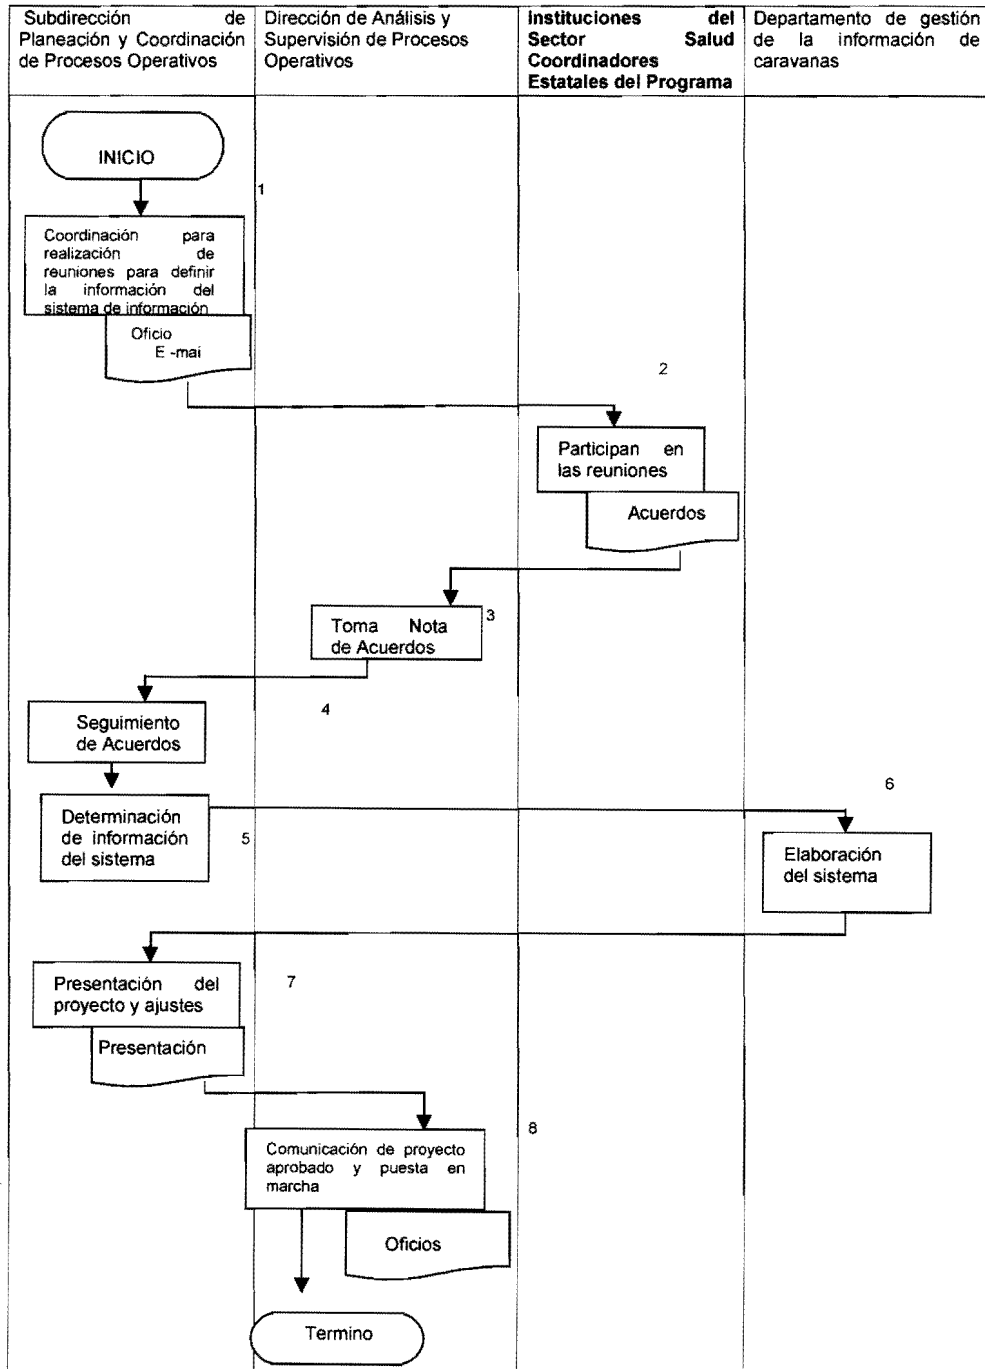 Subdirección de
Planeación y Coordinación
de Procesos Operativos
Dirección de Análisis y
Supervisión de Procesos
Operativos
Instituciones del
Sector Salud
Coordinadores
Estatales del Programa
Departamento de gestión
de la información de
caravanas
INICIO
1
Coordinación para
realización de
reuniones para definir
la información del
sistema de información
Oficio
E -mai
2
Participan en
las reuniones
Acuerdos
3
Toma Nota
de Acuerdos
4
Seguimiento
de Acuerdos
6
Determinación
de información
del sistema
5
Elaboración
del sistema
Presentación del
proyecto y ajustes
7
Presentación
8
Comunicación de proyecto
aprobado y puesta en
marcha
Oficios
Termino